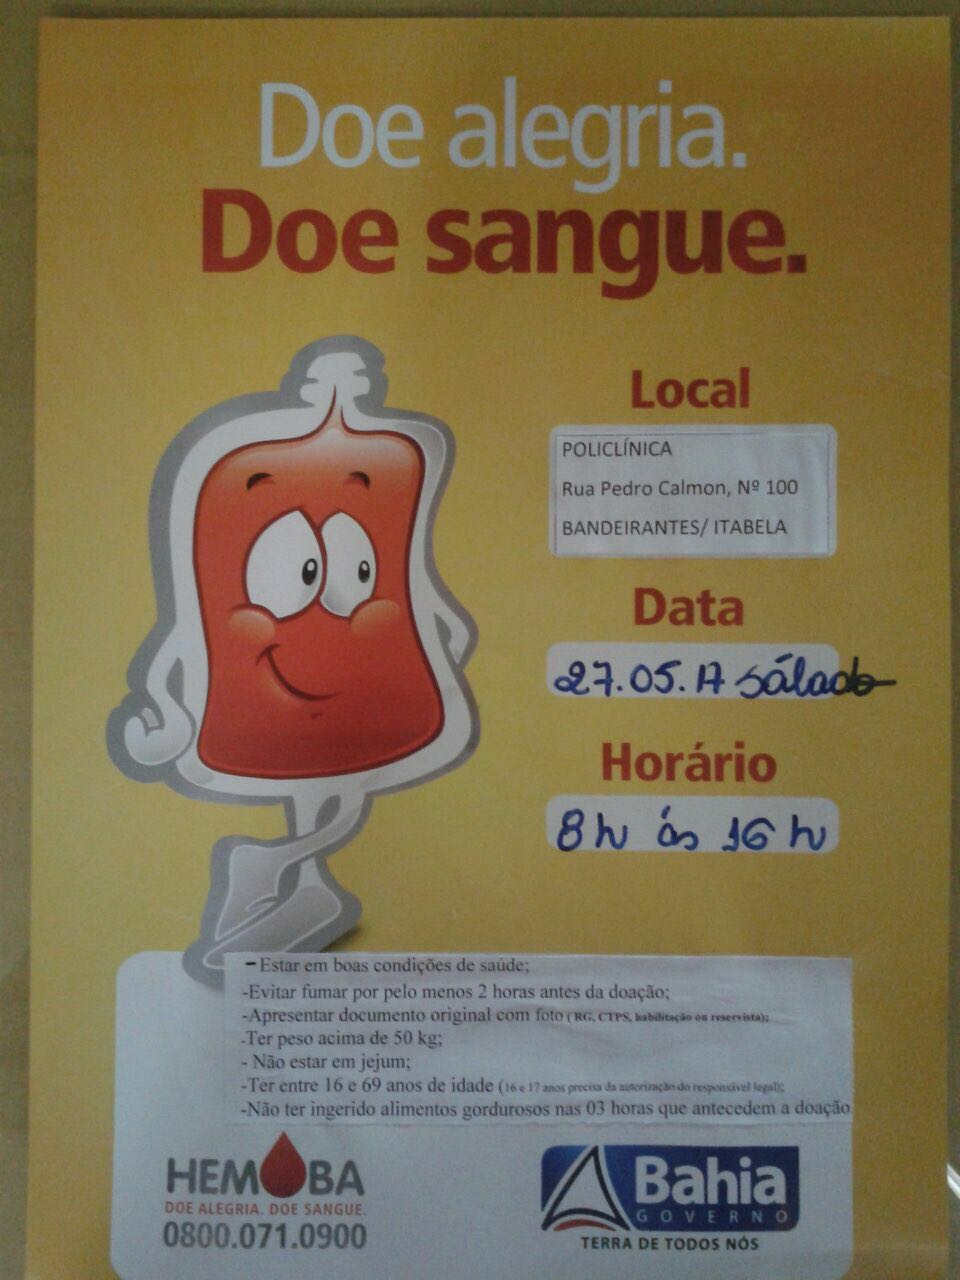 Doe alegria.
Doe sangue.
Local
POLICLÍNICA
Rua Pedro Calmon, Nº 100
BANDEIRANTES/ ITABELA
Data
27.05.17 sábado
Horário
8h às 16h
-Estar em boas condições de saúde;
-Evitar fumar por pelo menos 2 horas antes da doação;
-Apresentar documento original com foto ( RG, CTPS, habilitação ou reservista);
-Ter peso acima de 50 kg;
- Não estar em jejum;
-Ter entre 16 e 69 anos de idade (16 e 17 anos precisa da autorização do responsável legal);
-Não ter ingerido alimentos gordurosos nas 03 horas que antecedem a doação
HEMOBA
DOE ALEGRIA. DOE SANGUE.
0800.071.0900
Bahia
GOVERNO
TERRA DE TODOS NÓS